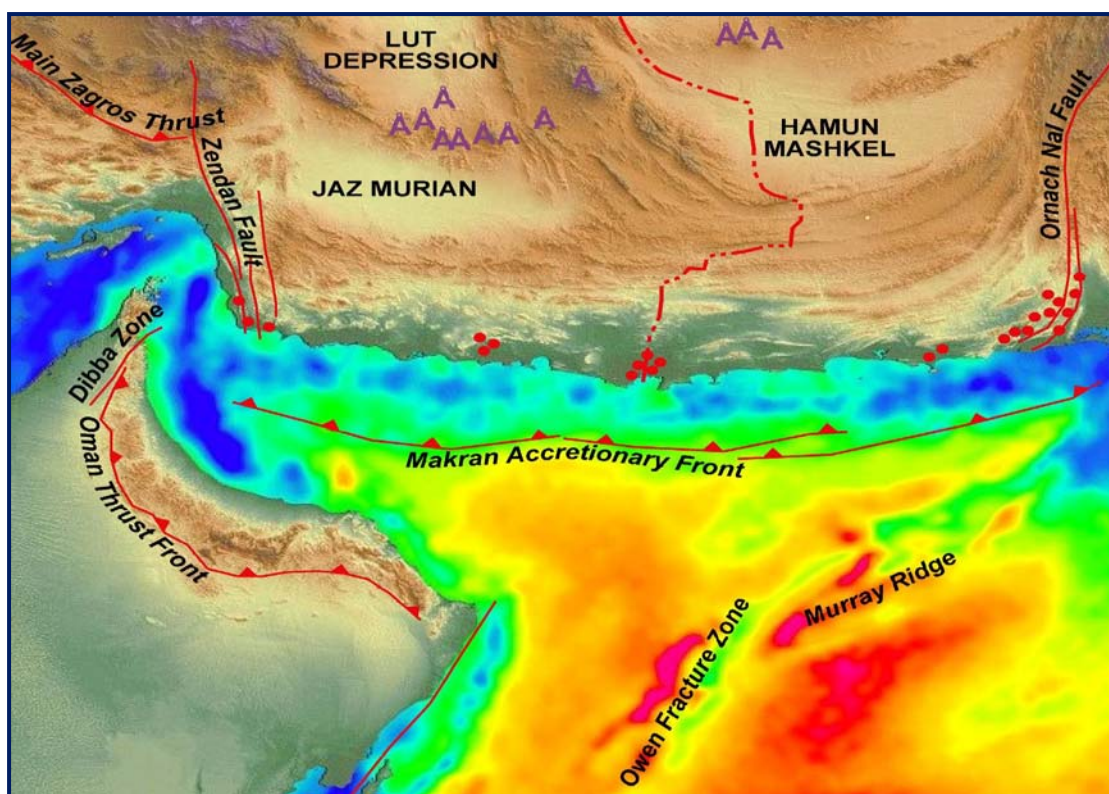 LUT
DEPRESSION
Main Zagros Thrust
HAMUN
MASHKEL
Zendan Fault
JAZ MURIAN
Ornach Nal Fault
Dibba Zone
Oman Thrust Front
Makran Accretionary Front
Murray Ridge
Owen Fracture Zone